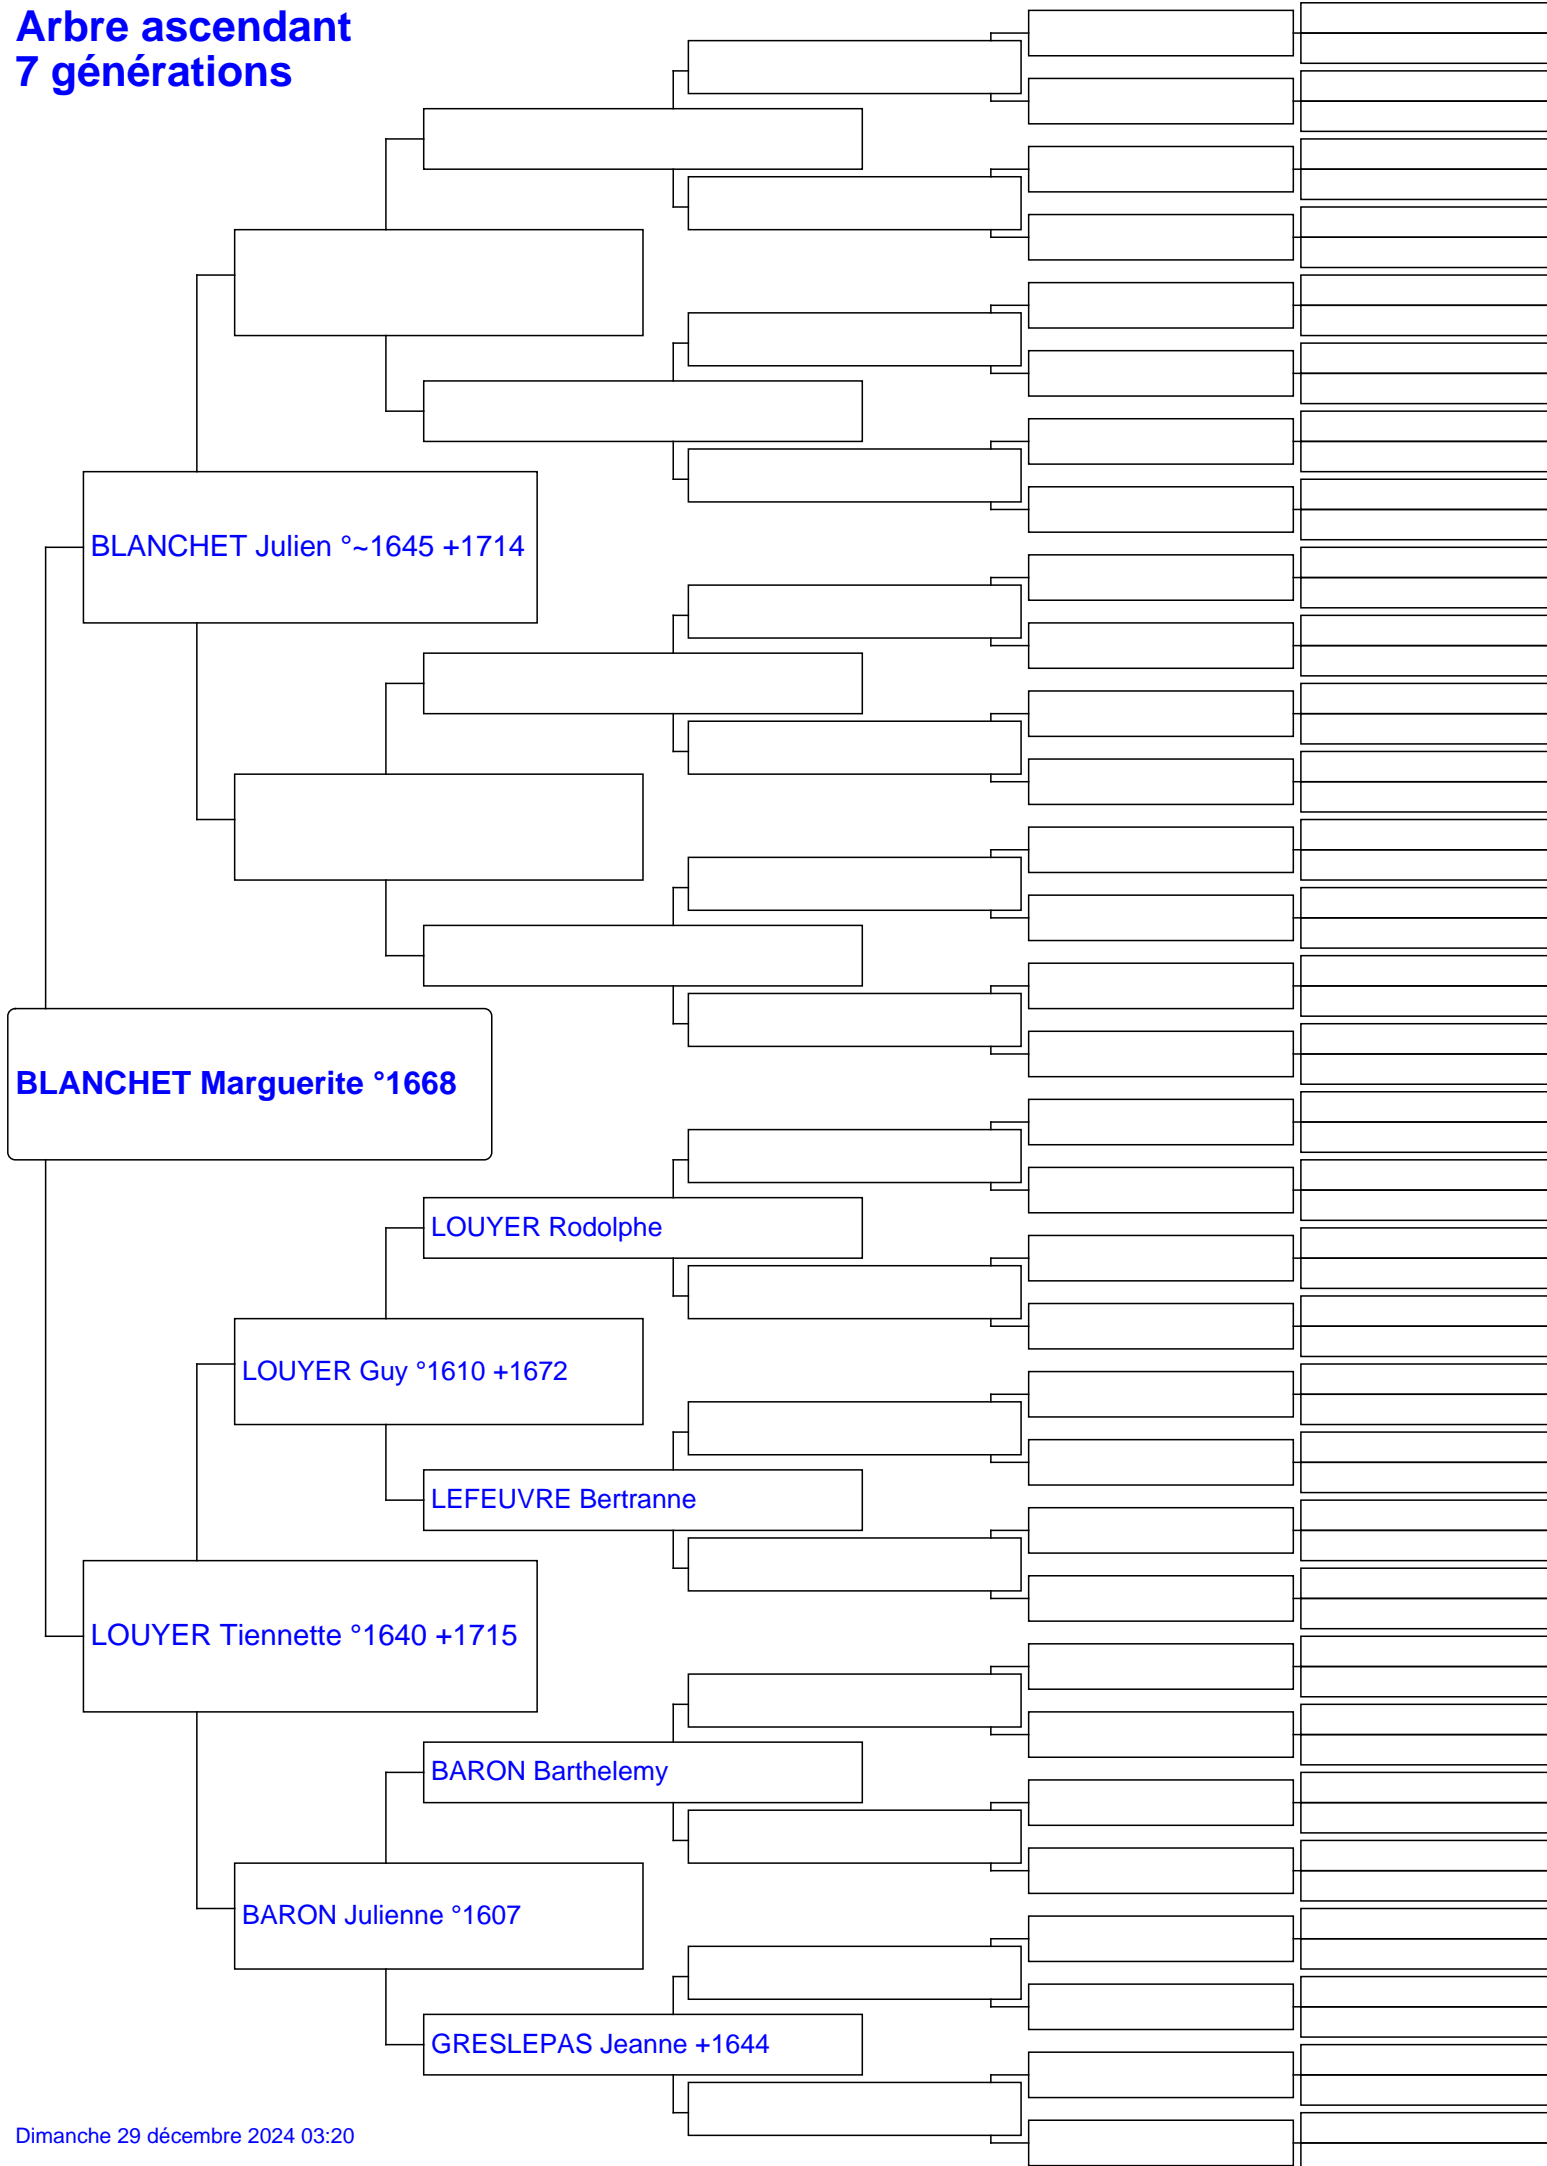 Arbre ascendant
7 générations
BLANCHET Julien °~1645 +1714
BLANCHET Marguerite °1668
LOUYER Rodolphe
LOUYER Guy °1610 +1672
LEFEUVRE Bertranne
LOUYER Tiennette °1640 +1715
BARON Barthelemy
BARON Julienne °1607
GRESLEPAS Jeanne +1644
Dimanche 29 décembre 2024 03:20